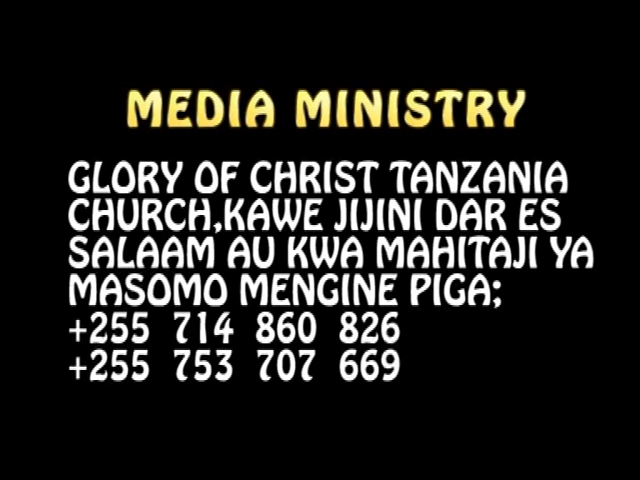 MEDIA MINISTRY
GLORY OF CHRIST TANZANIA
CHURCH,KAWE JIJINI DAR ES
SALAAM AU KWA MAHITAJI YA
MASOMO MENGINE PIGA;
+255 714 860 826
+255 753 707 669